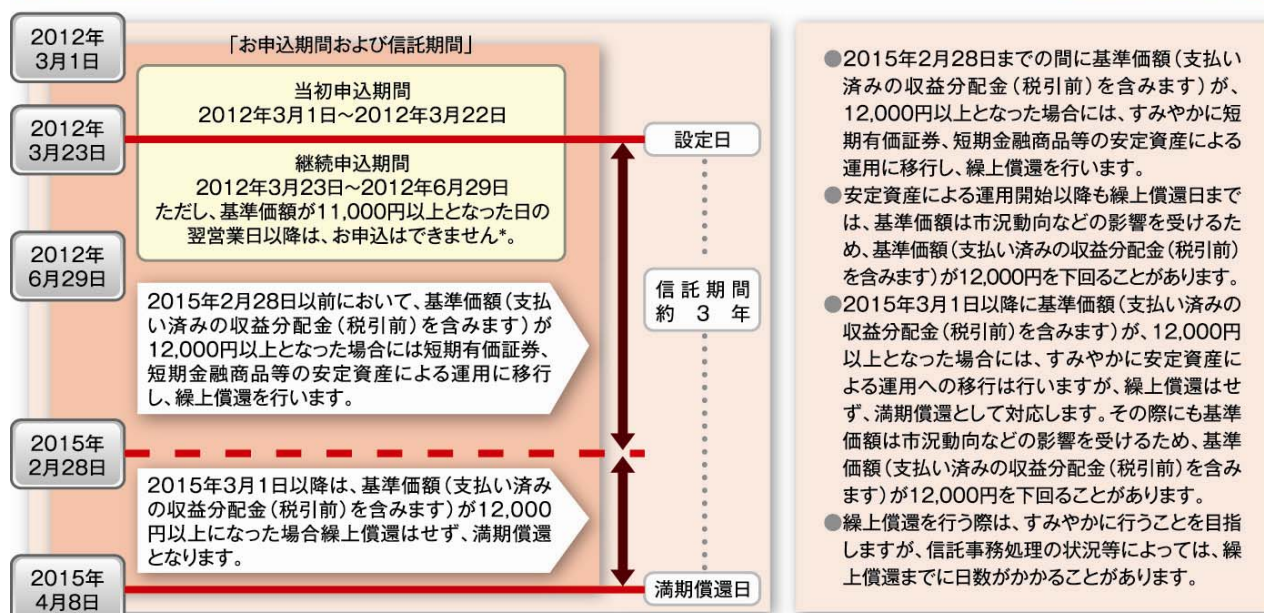 2012年
3月1日
「お申込期間および信託期間」
当初申込期間
2012年3月1日～2012年3月22日
2012年
3月23日
設定日
継続申込期間
2012年3月23日～2012年6月29日
ただし、基準価額が11,000円以上となった日の
翌営業日以降は、お申込はできません*。
2012年
6月29日
信託期間
約3年
2015年2月28日以前において、基準価額（支払
い済みの収益分配金（税引前）を含みます）が
12,000円以上となった場合には短期有価証券、
短期金融商品等の安定資産による運用に移行
し、繰上償還を行います。
2015年
2月28日
2015年3月1日以降は、基準価額（支払い済み
の収益分配金（税引前）を含みます）が12,000
円以上になった場合繰上償還はせず、満期償還
となります。
2015年
4月8日
満期償還日
●2015年2月28日までの間に基準価額（支払い
済みの収益分配金（税引前）を含みます）が、
12,000円以上となった場合には、すみやかに短
期有価証券、短期金融商品等の安定資産による
運用に移行し、繰上償還を行います。
●安定資産による運用開始以降も繰上償還日まで
は、基準価額は市況動向などの影響を受けるた
め、基準価額（支払い済みの収益分配金（税引前）
を含みます）が12,000円を下回ることがあります。
●2015年3月1日以降に基準価額（支払い済みの
収益分配金（税引前）を含みます）が、12,000円
以上となった場合には、すみやかに安定資産に
よる運用への移行は行いますが、繰上償還はせ
ず、満期償還として対応します。その際にも基準
価額は市況動向などの影響を受けるため、基準
価額（支払い済みの収益分配金（税引前）を含み
ます）が12,000円を下回ることがあります。
●繰上償還を行う際は、すみやかに行うことを目指
しますが、信託事務処理の状況等によっては、繰
上償還までに日数がかかることがあります。